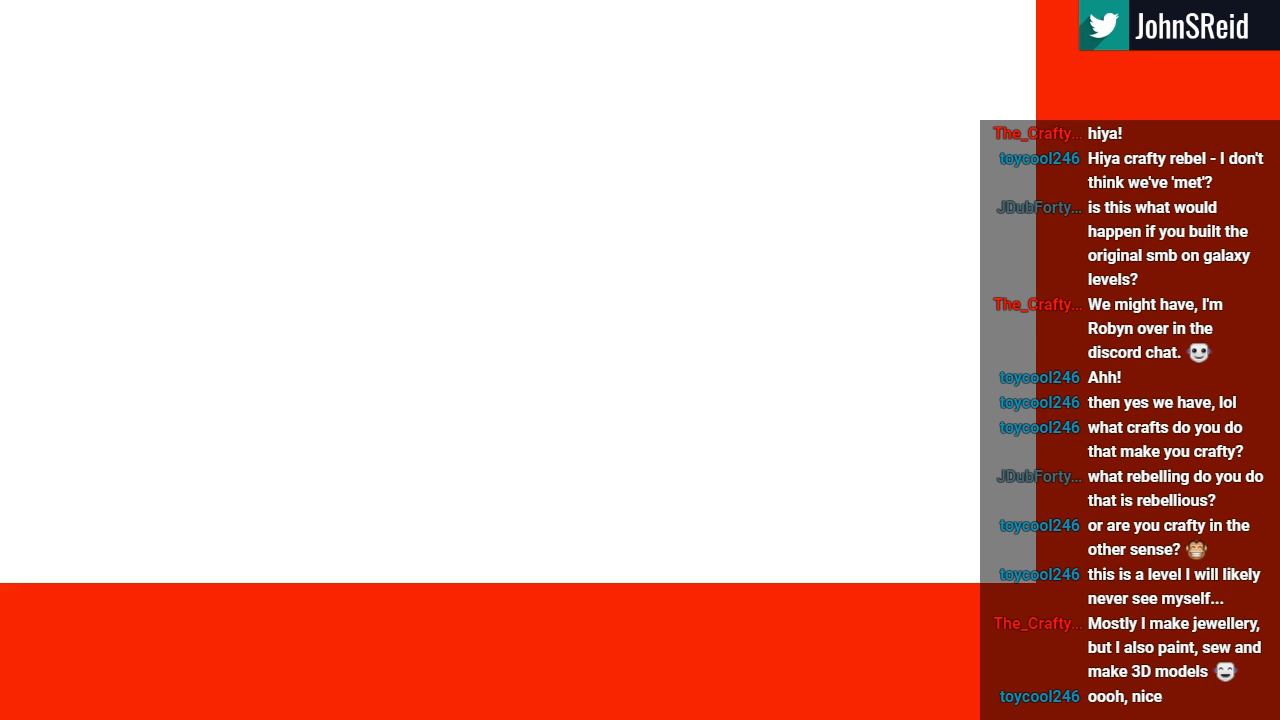 JohnSReid
The_Crafty... hiya!
toycool246 Hiya crafty rebel - I don't
think we've 'met'?
JDubForty... is this what would
happen if you built the
original smb on galaxy
levels?
The_Crafty... We might have, I'm
Robyn over in the
discord chat.
toycool246 Ahh!
toycool246 then yes we have, lol
toycool246 what crafts do you do
that make you crafty?
JDubForty... what rebelling do you do
that is rebellious?
toycool246 or are you crafty in the
other sense?
toycool246 this is a level I will likely
never see myself...
The_Crafty... Mostly I make jewellery,
but I also paint, sew and
make 3D models
toycool246 oooh, nice